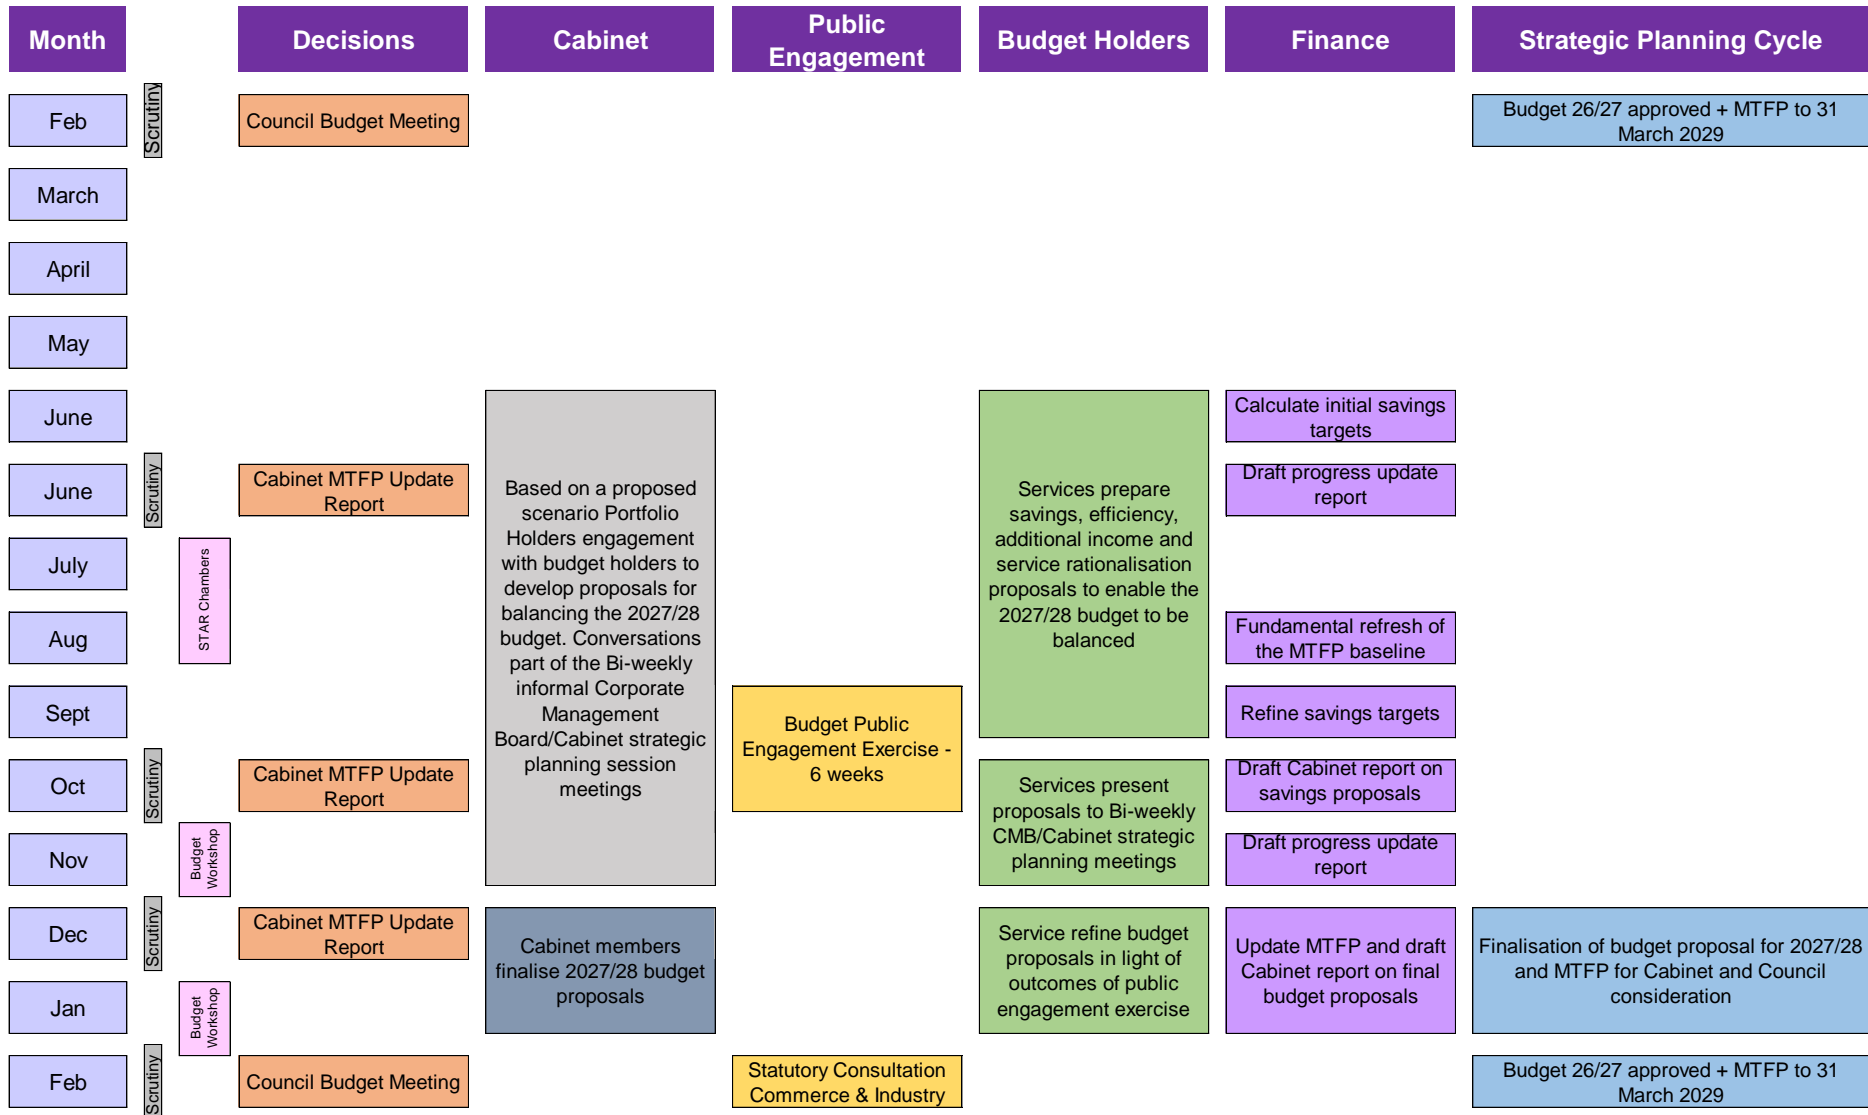 Month
Decisions
Cabinet
Public
Engagement
Budget Holders
Finance
Strategic Planning Cycle
Feb
Scrutiny
Council Budget Meeting
Budget 26/27 approved + MTFP to 31
March 2029
March
April
May
June
Calculate initial savings
targets
June
Scrutiny
Cabinet MTFP Update
Report
Draft progress update
report
Based on a proposed
scenario Portfolio
Holders engagement
with budget holders to
develop proposals for
balancing the 2027/28
budget. Conversations
part of the Bi-weekly
informal Corporate
Management
Board/Cabinet strategic
planning session
meetings
Services prepare
savings, efficiency,
additional income and
service rationalisation
proposals to enable the
2027/28 budget to be
balanced
July
STAR Chambers
Aug
Fundamental refresh of
the MTFP baseline
Sept
Budget Public
Engagement Exercise -
6 weeks
Refine savings targets
Oct
Scrutiny
Cabinet MTFP Update
Report
Services present
proposals to Bi-weekly
CMB/Cabinet strategic
planning meetings
Draft Cabinet report on
savings proposals
Nov
Budget
Workshop
Draft progress update
report
Dec
Scrutiny
Cabinet MTFP Update
Report
Cabinet members
finalise 2027/28 budget
proposals
Service refine budget
proposals in light of
outcomes of public
engagement exercise
Update MTFP and draft
Cabinet report on final
budget proposals
Finalisation of budget proposal for 2027/28
and MTFP for Cabinet and Council
consideration
Jan
Budget
Workshop
Feb
Scrutiny
Council Budget Meeting
Statutory Consultation
Commerce & Industry
Budget 26/27 approved + MTFP to 31
March 2029